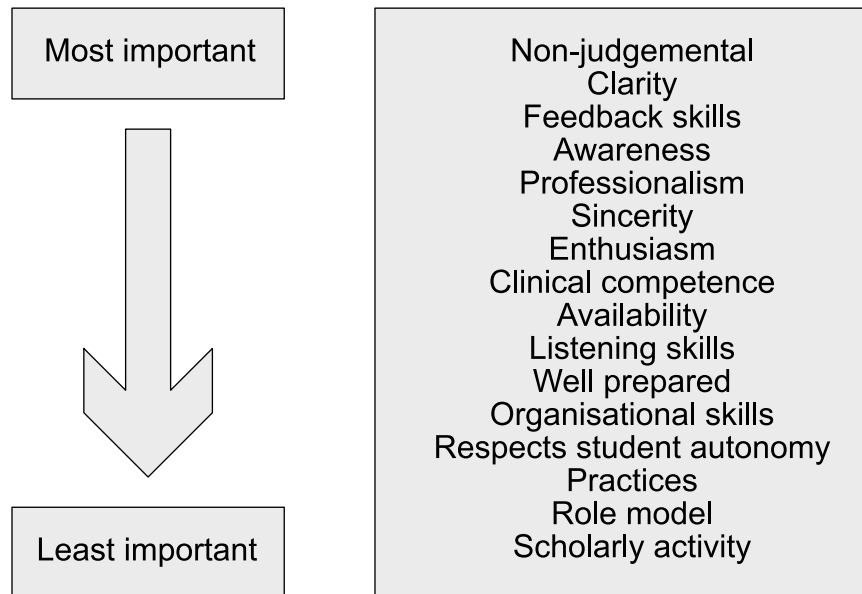 Most important
Least important
Non-judgemental
Clarity
Feedback skills
Awareness
Professionalism
Sincerity
Enthusiasm
Clinical competence
Availability
Listening skills
Well prepared
Organisational skills
Respects student autonomy
Practices
Role model
Scholarly activity